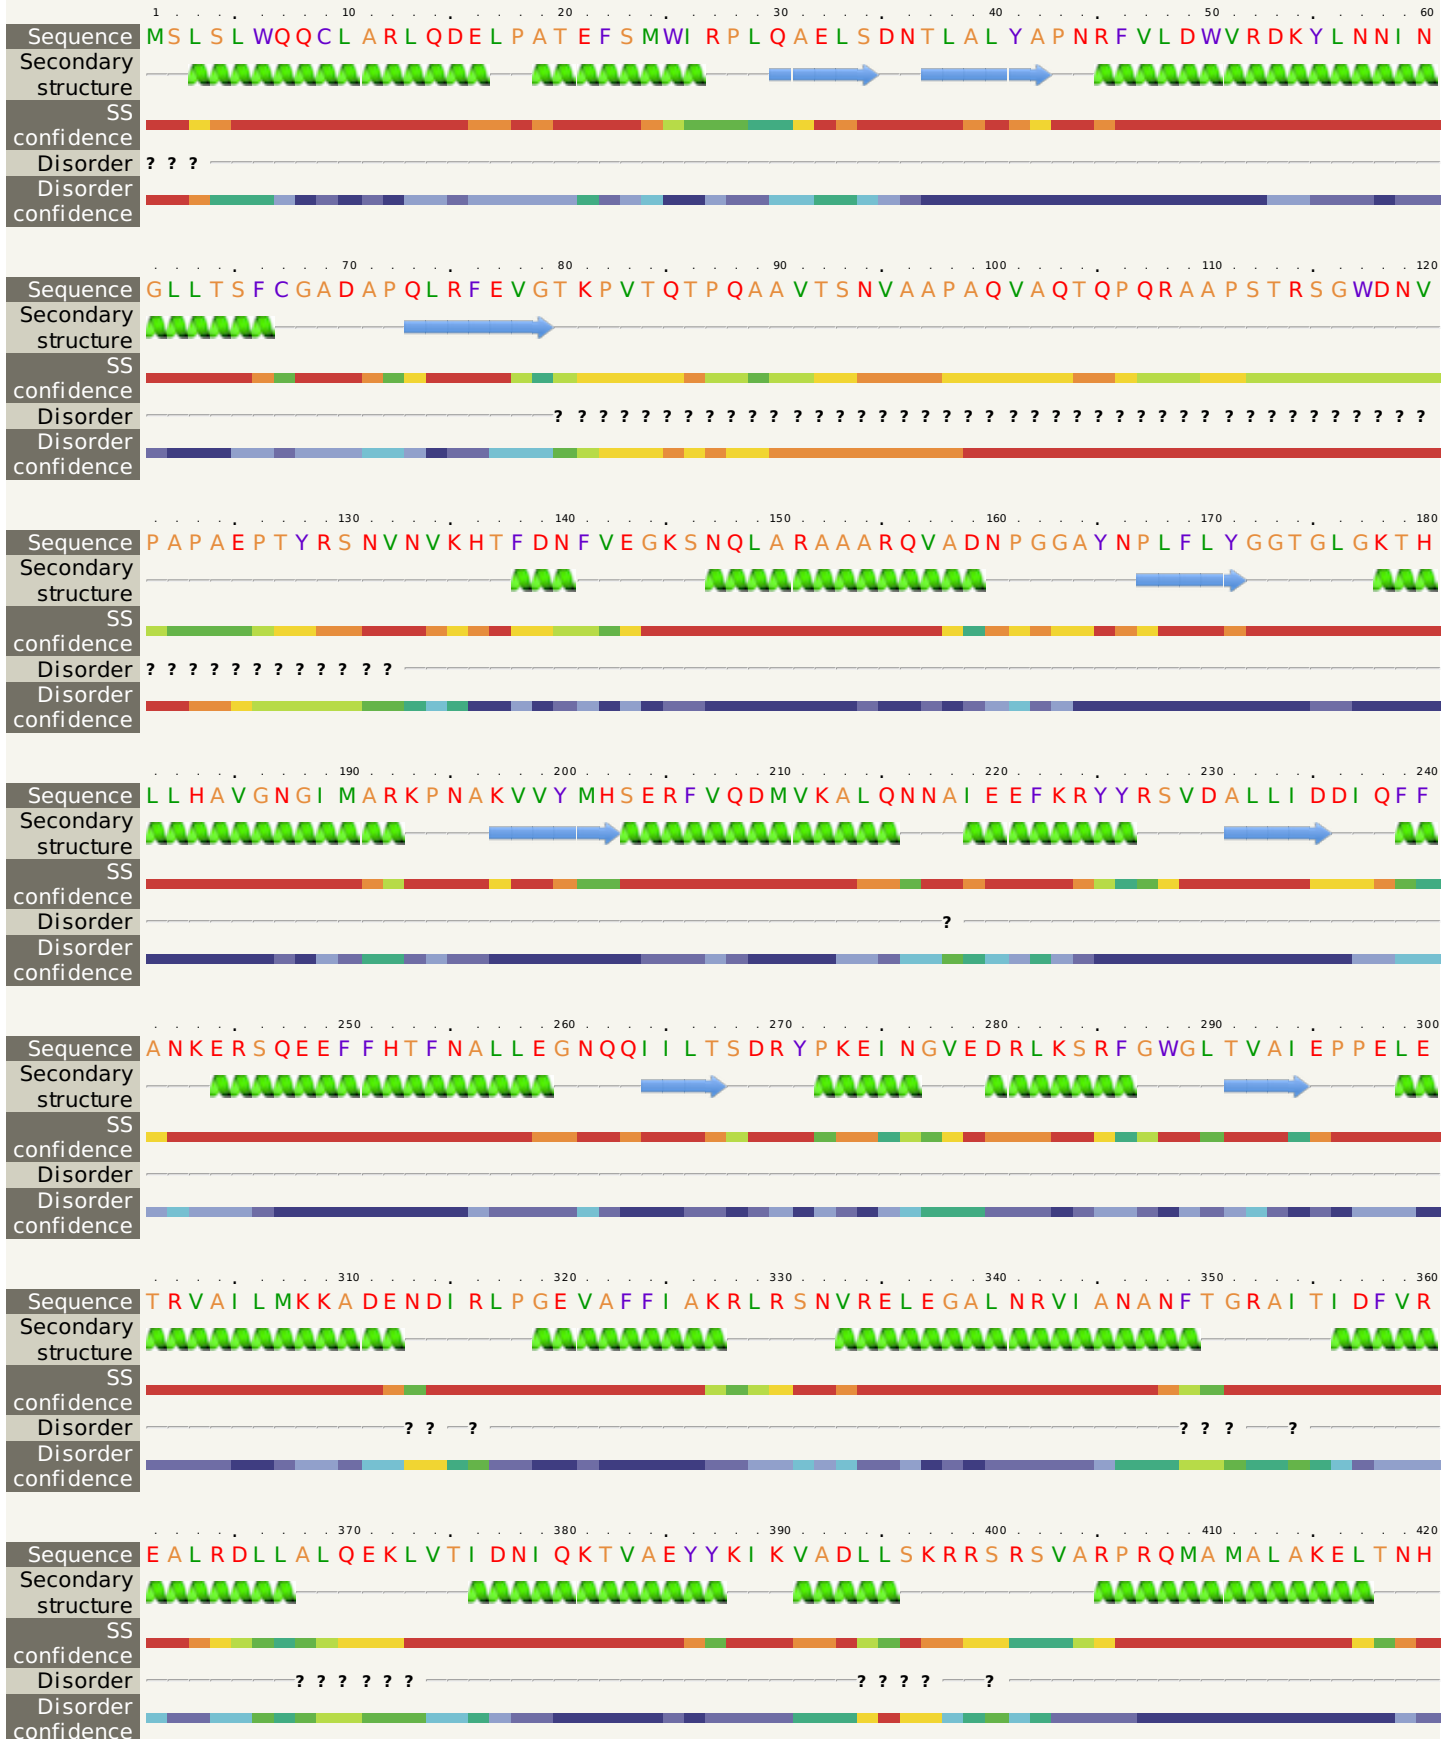 1 10 20 30 40 50 60
Sequence MSLSLWQQCLARLQDELPATEFSMWIRPLQAELSDNTLALYAPNRFVLDWVRDKYLNNIN
Secondary
structure
SS
confidence
Disorder ? ? ?
Disorder
confidence
70 80 90 100 110 120
Sequence GLLTSFCGADAPQLRFEVGTKPVTQTPQAAVTSNVAAPAQVAQTQPQRAAPSTRSGWDNV
Secondary
structure
SS
confidence
Disorder ? ? ? ? ? ? ? ? ? ? ? ? ? ? ? ? ? ? ? ? ? ? ? ? ? ? ? ? ? ? ? ? ? ? ? ? ? ? ? ? ?
Disorder
confidence
130 140 150 160 170 180
Sequence PAPAEPTYRSNVNVKHTFDNFVEGKSNQLARAAARQVADNPGGAYNPLFLYGGTGLGKTH
Secondary
structure
SS
confidence
Disorder ? ? ? ? ? ? ? ? ? ? ? ?
Disorder
confidence
190 200 210 220 230 240
Sequence LLHAVGNGIMARKPNAKVVYMHSERFVQDMVKALQNNAIEEFKRYYRSVDALLIDDIQFF
Secondary
structure
SS
confidence
Disorder ?
Disorder
confidence
250 260 270 280 290 300
Sequence ANKERSQEEFFHTFNALLEGNQQIILTSDRYPKEINGVEDRLKSRFGWGLTVAIEPPELE
Secondary
structure
SS
confidence
Disorder
Disorder
confidence
310 320 330 340 350 360
Sequence TRVAILMKKADENDIRLPGEVAFFIAKRLRSNVRELEGALNRVIANANFTGRAITIDFVR
Secondary
structure
SS
confidence
Disorder ? ? ? ? ? ? ?
Disorder
confidence
370 380 390 400 410 420
Sequence EALRDLLALQEKLVTIDNIQKTVAEYYKIKVADLLSKRRSRSVARPRQMAMALAKELTNH
Secondary
structure
SS
confidence
Disorder ? ? ? ? ? ? ? ? ? ? ?
Disorder
confidence